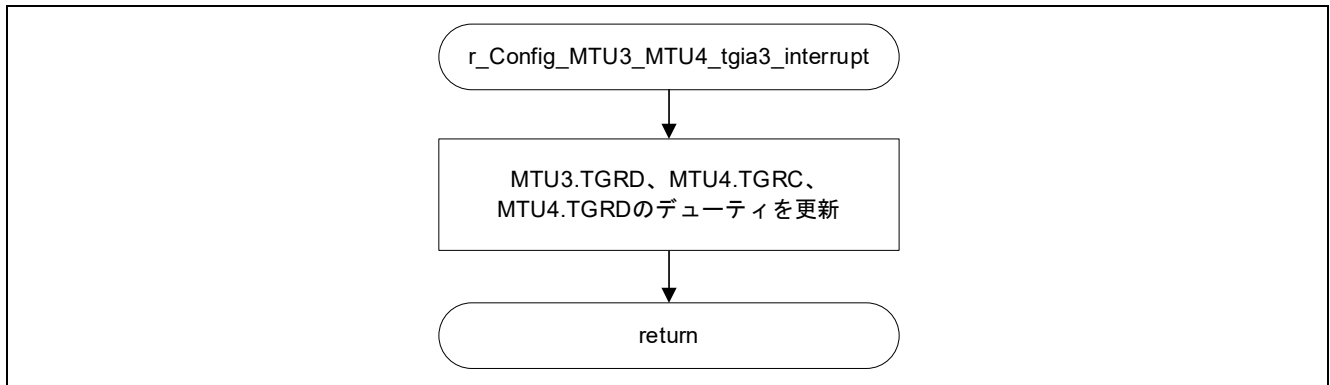 r_Config_MTU3_MTU4_tgia3_interrupt
MTU3.TGRD、MTU4.TGRC、
MTU4.TGRDのデューティを更新
return